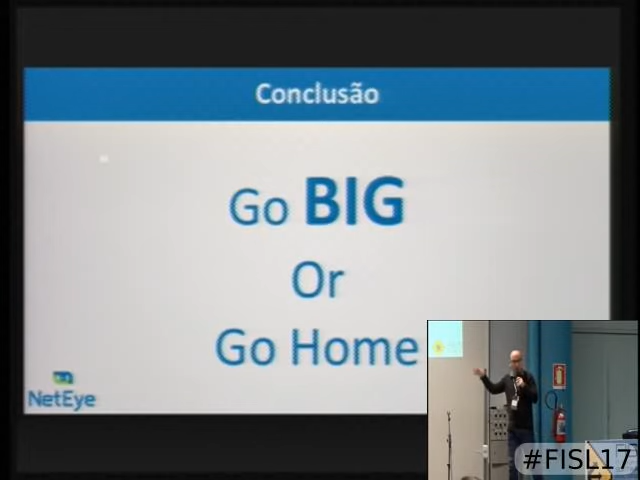 Conclusão
Go BIG
Or
Go Home
NetEye
#FISL17